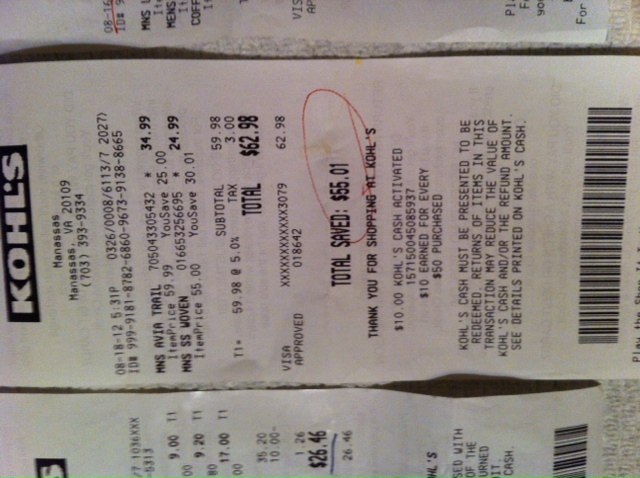 KOHL'S
Manassas
Manassas, VA 20109
(703) 393-9334
08-18-12 5:31P 0326/0008/6113/7 2027)
ID# 999-9181-8782-6860-9673-9138-8665
MNS AVIA TRAIL 705043305432 * 34.99
ItemPrice 59.99 YouSave 25.00
MNS SS WOVEN 016653256695 * 24.99
ItemPrice 55.00 YouSave 30.01
SUBTOTAL 59.98
T1= 59.98 @ 5.0% TAX 3.00
TOTAL $62.98
VISA XXXXXXXXXXXX3079 62.98
APPROVED 018642
TOTAL SAVED: $55.01
THANK YOU FOR SHOPPING AT KOHL'S
$10.00 KOHL'S CASH ACTIVATED
157150045085937
$10 EARNED FOR EVERY
$50 PURCHASED
KOHL'S CASH MUST BE PRESENTED TO BE
REDEEMED. RETURNS OF ITEMS IN THIS
TRANSACTION MAY REDUCE THE VALUE OF
KOHL'S CASH AND/OR THE REFUND AMOUNT.
SEE DETAILS PRINTED ON KOHL'S CASH.
S
/7 1036XXX
-5313
9.00 T1
00
9.20 T1
80
17.00 T1
00
35.20
10.00-
1.26
$26.46
26.46
HL'S
SED WITH
OF THE
URNED
IT.
CASH.
08-16
ID# 9
MNS
It
MENS
It
COFF
It
VIS
AP
Pl
F
yo
For